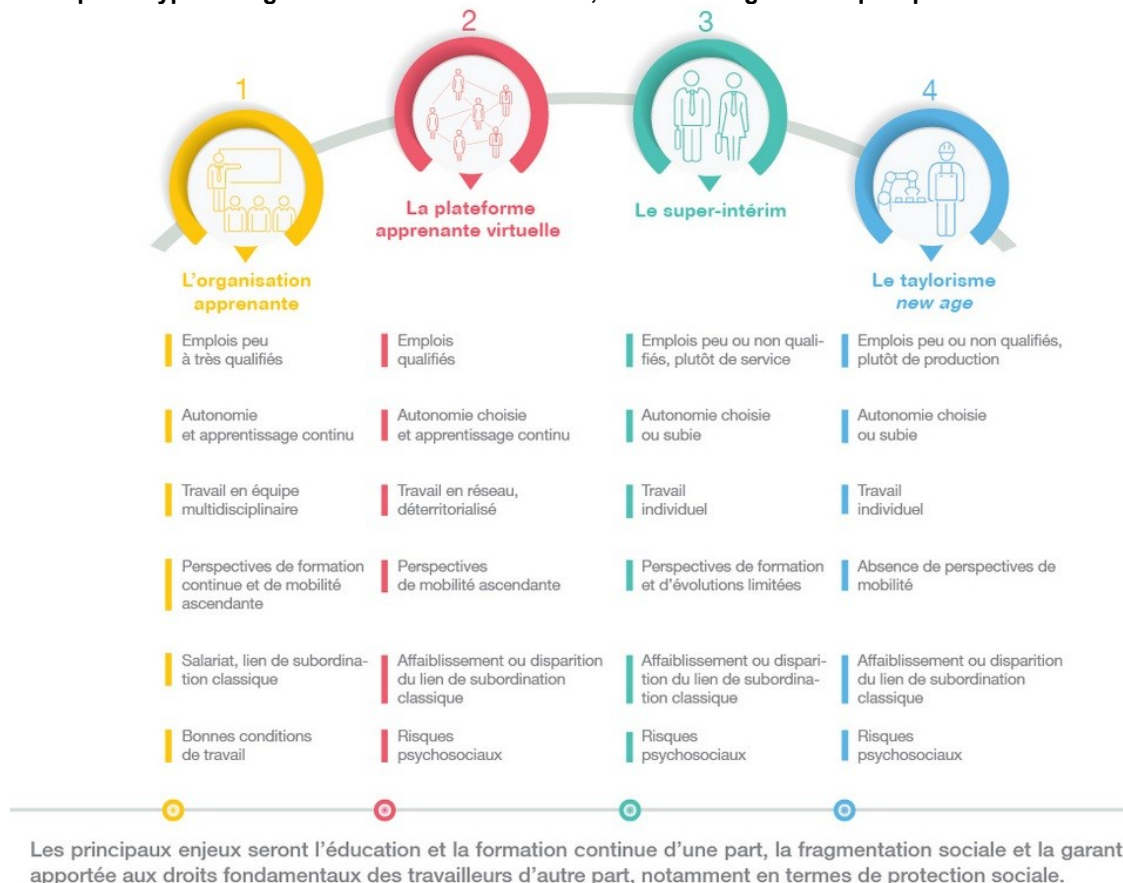 1
2
3
4
L'organisation
apprenante
La plateforme
apprenante virtuelle
Le super-intérim
Le taylorisme
new age
Emplois peu
à très qualifiés
Emplois
qualifiés
Emplois peu ou non quali-
fiés, plutôt de service
Emplois peu ou non qualifiés,
plutôt de production
Autonomie
et apprentissage continu
Autonomie choisie
et apprentissage continu
Autonomie choisie
ou subie
Autonomie choisie
ou subie
Travail en équipe
multidisciplinaire
Travail en réseau,
déterritorialisé
Travail
individuel
Travail
individuel
Perspectives de formation
continue et de mobilité
ascendante
Perspectives
de mobilité ascendante
Perspectives de formation
et d'évolutions limitées
Absence de perspectives de
mobilité
Salariat, lien de subordina-
tion classique
Affaiblissement ou disparition
du lien de subordination
classique
Affaiblissement ou dispari-
tion du lien de subordina-
tion classique
Affaiblissement ou disparition
du lien de subordination
classique
Bonnes conditions
de travail
Risques
psychosociaux
Risques
psychosociaux
Risques
psychosociaux
Les principaux enjeux seront l'éducation et la formation continue d'une part, la fragmentation sociale et la garant
apportée aux droits fondamentaux des travailleurs d'autre part, notamment en termes de protection sociale.